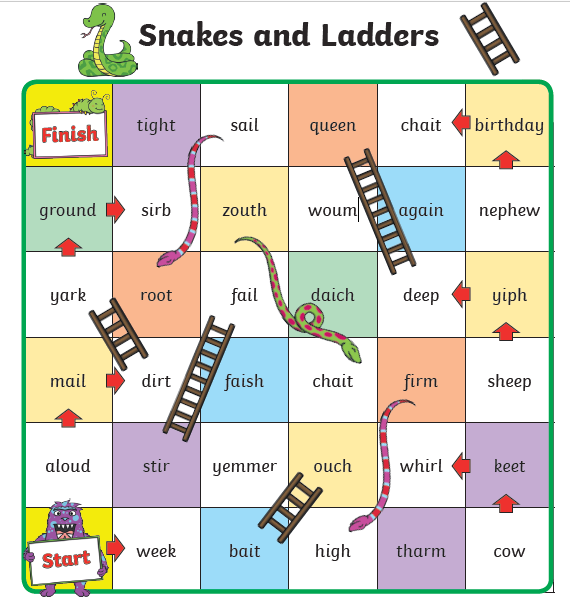 Snakes and Ladders
Finish tight sail queen chait birthday
ground sirb zouth woum again nephew
yark root fail daich deep yiph
mail dirt faish chait firm sheep
aloud stir yemmer ouch whirl keet
Start week bait high tharm cow